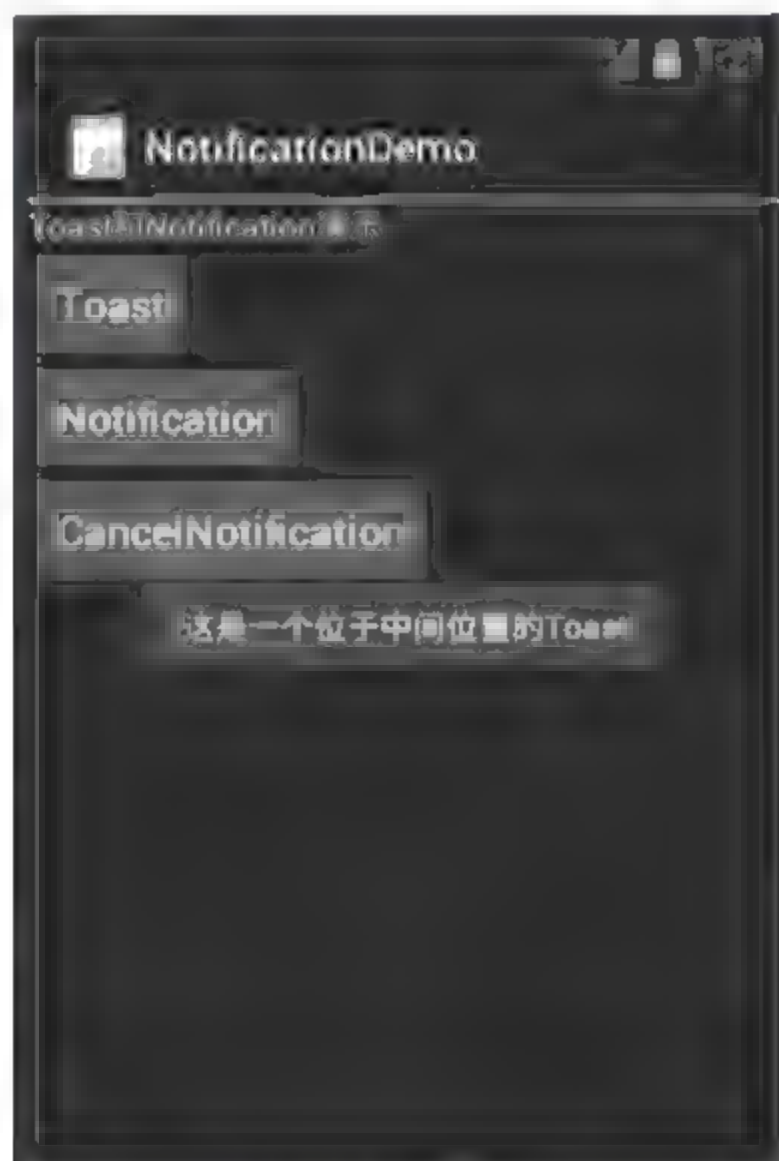 NotificationDemo
Toast和Notification演示
Toast
Notification
CancelNotification
这是一个位于中间位置的Toast